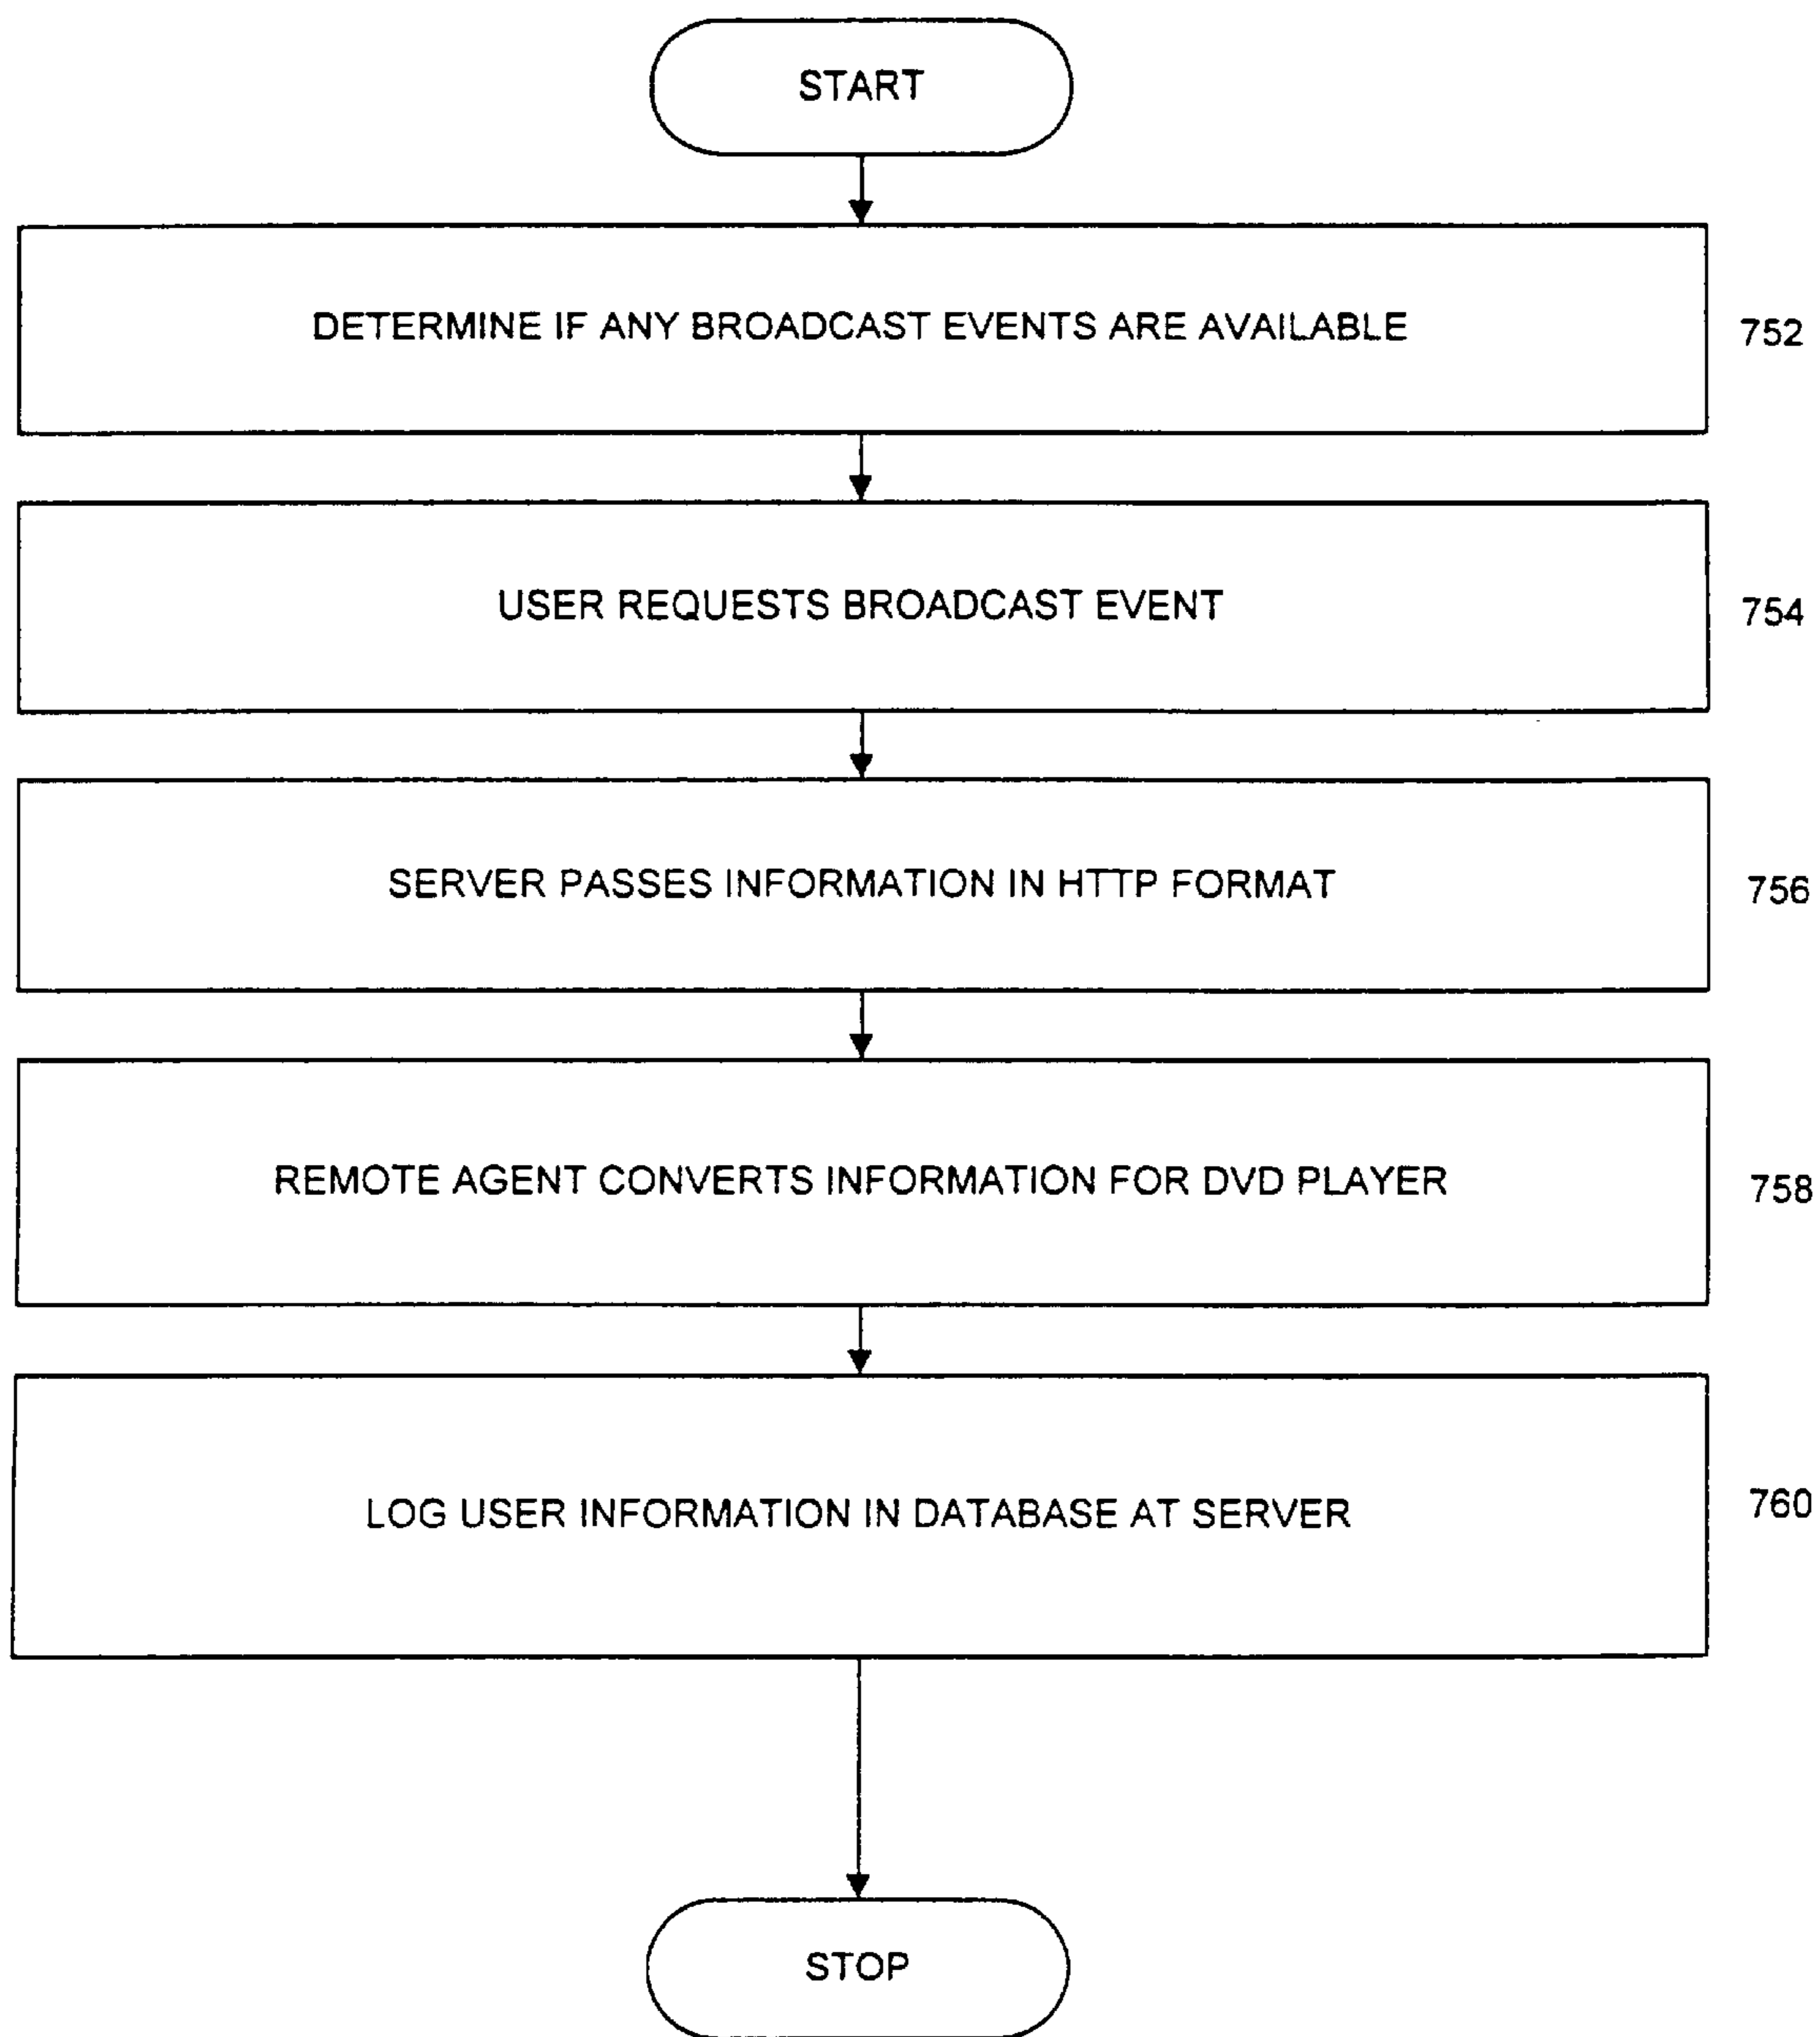 START
DETERMINE IF ANY BROADCAST EVENTS ARE AVAILABLE
752
USER REQUESTS BROADCAST EVENT
754
SERVER PASSES INFORMATION IN HTTP FORMAT
756
REMOTE AGENT CONVERTS INFORMATION FOR DVD PLAYER
758
LOG USER INFORMATION IN DATABASE AT SERVER
760
STOP